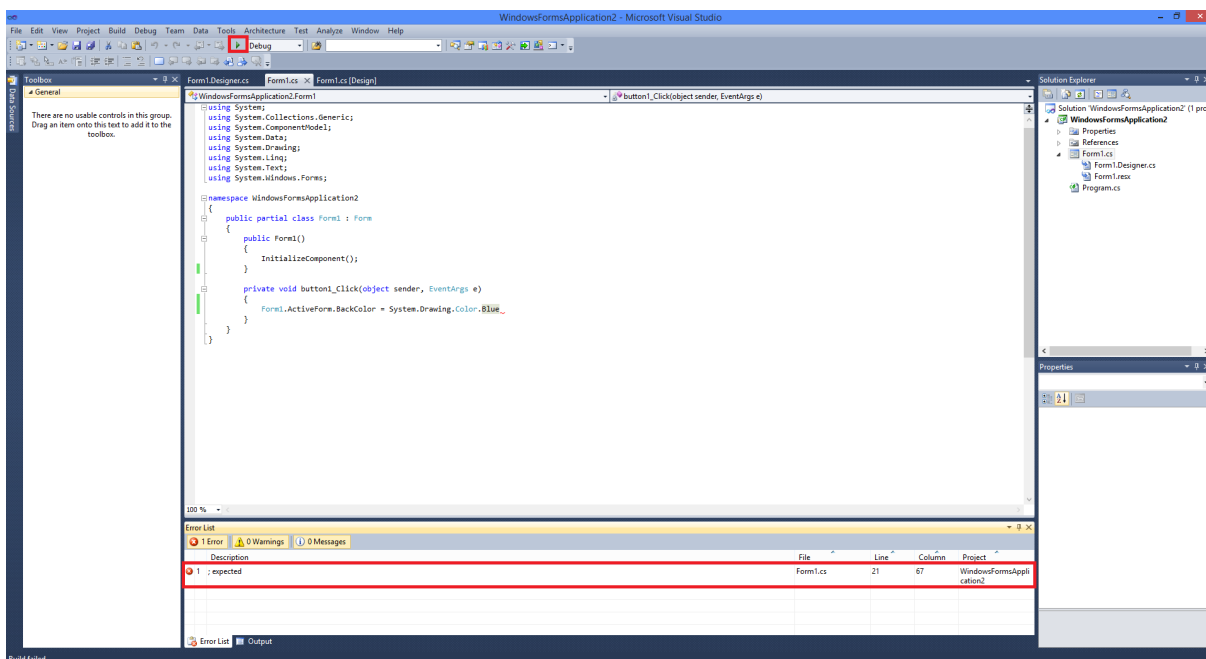 WindowsFormsApplication2 - Microsoft Visual Studio
File Edit View Project Build Debug Team Data Tools Architecture Test Analyze Window Help
Debug
Toolbox
General
There are no usable controls in this group.
Drag an item onto this text to add it to the
toolbox.
Data Sources
Form1.Designer.cs Form1.cs Form1.cs [Design]
WindowsFormsApplication2.Form1 button1_Click(object sender, EventArgs e)
using System;
using System.Collections.Generic;
using System.ComponentModel;
using System.Data;
using System.Drawing;
using System.Linq;
using System.Text;
using System.Windows.Forms;
namespace WindowsFormsApplication2
{
public partial class Form1 : Form
{
public Form1()
{
InitializeComponent();
}
private void button1_Click(object sender, EventArgs e)
{
Form1.ActiveForm.BackColor = System.Drawing.Color.Blue
}
}
}
100 %
Solution Explorer
Solution 'WindowsFormsApplication2' (1 pro
WindowsFormsApplication2
Properties
References
Form1.cs
Form1.Designer.cs
Form1.resx
Program.cs
Properties
Error List
1 Error 0 Warnings 0 Messages
Description File Line Column Project
1 ; expected Form1.cs 21 67 WindowsFormsAppli
cation2
Error List Output
Build failed